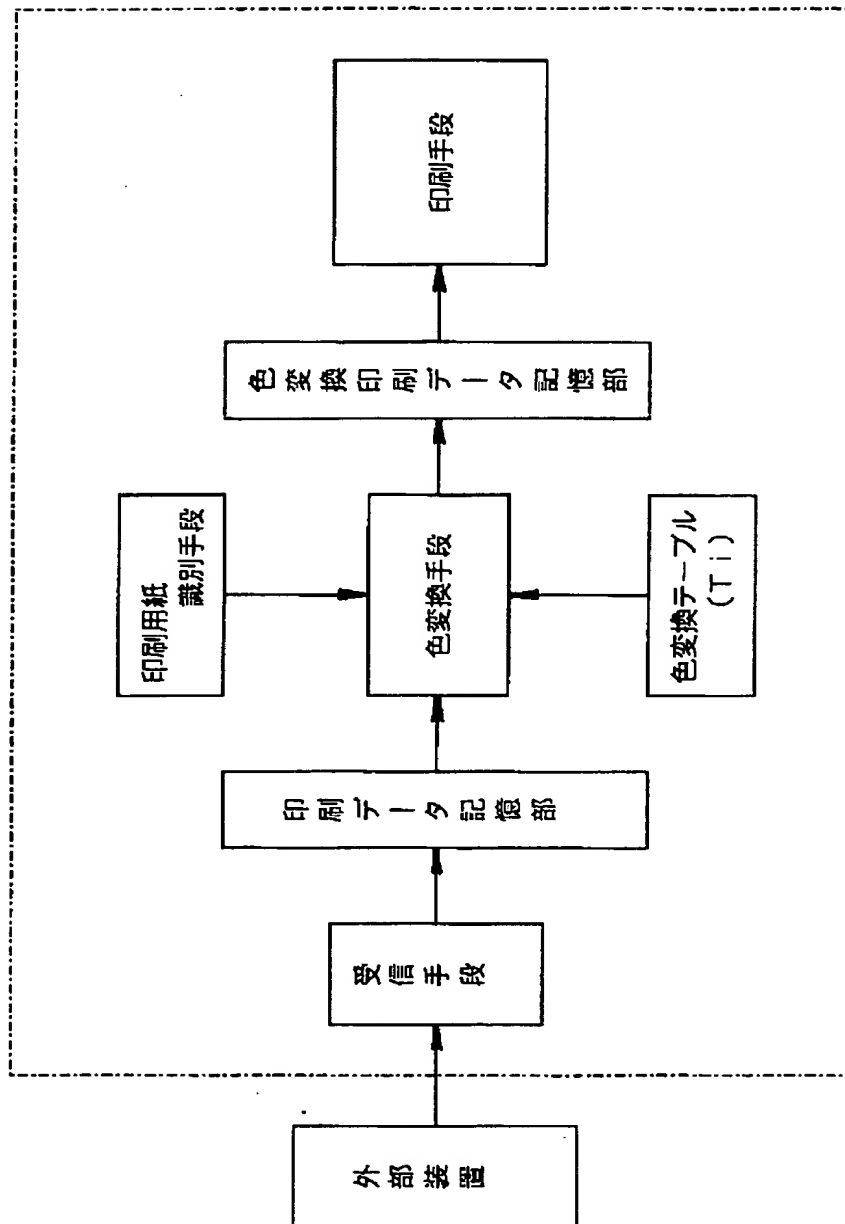 外部装置
受信手段
印刷データ記憶部
印刷用紙
識別手段
色変換手段
色変換テーブル
(Ti)
色変換印刷データ記憶部
印刷手段